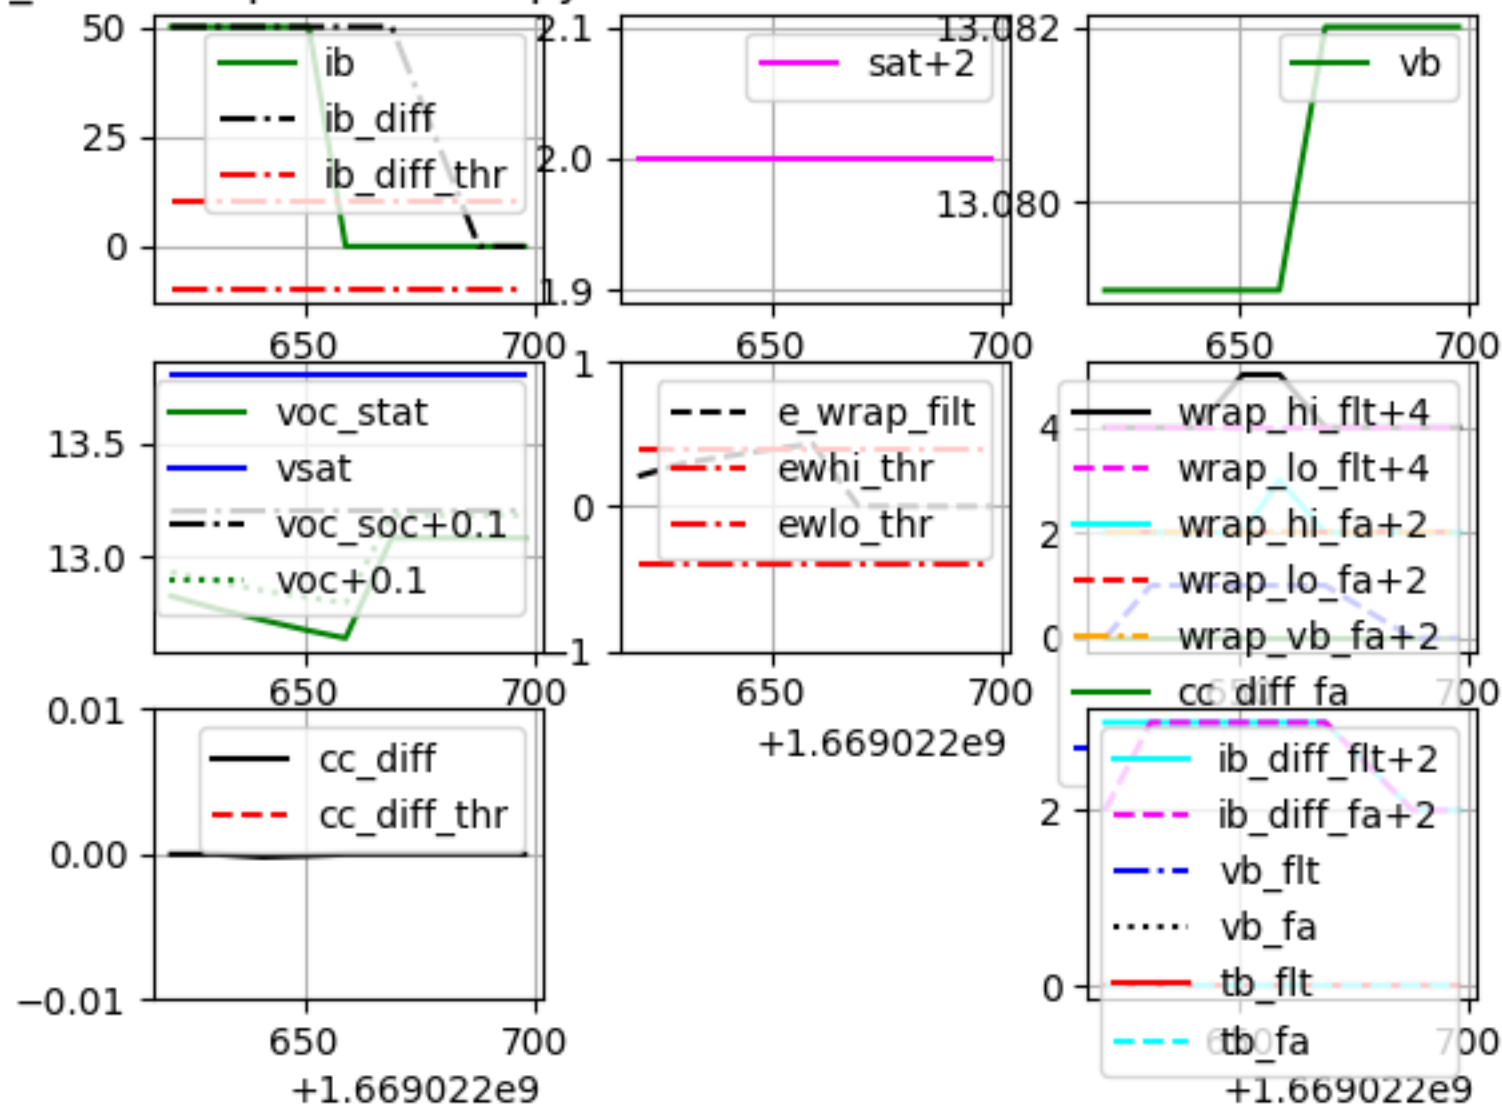 50
25
0
ib
ib_diff
ib_diff_thr
650
700
2.1
2.0
1.9
sat+2
650
700
13.082
13.080
vb
650
700
13.5
13.0
voc_stat
vsat
voc_soc+0.1
voc+0.1
650
700
1
0
−1
e_wrap_filt
ewhi_thr
ewlo_thr
650
700
+1.669022e9
4
2
0
wrap_hi_flt+4
wrap_lo_flt+4
wrap_hi_fa+2
wrap_lo_fa+2
wrap_vb_fa+2
cc_diff_fa
650
700
0.01
0.00
−0.01
cc_diff
cc_diff_thr
650
700
+1.669022e9
2
0
ib_diff_flt+2
ib_diff_fa+2
vb_flt
vb_fa
tb_flt
tb_fa
650
700
+1.669022e9